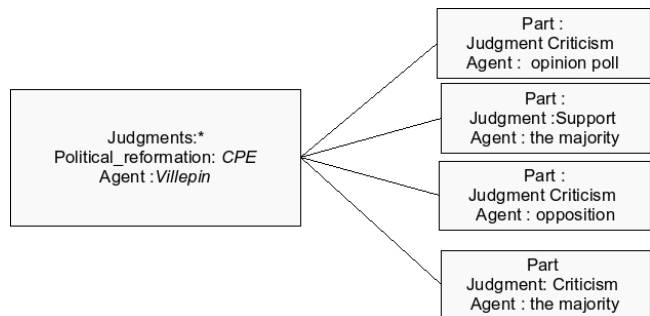 Judgments:*
Political_reformation: CPE
Agent :Villepin
Part :
Judgment Criticism
Agent : opinion poll
Part :
Judgment :Support
Agent : the majority
Part :
Judgment Criticism
Agent : opposition
Part
Judgment: Criticism
Agent : the majority